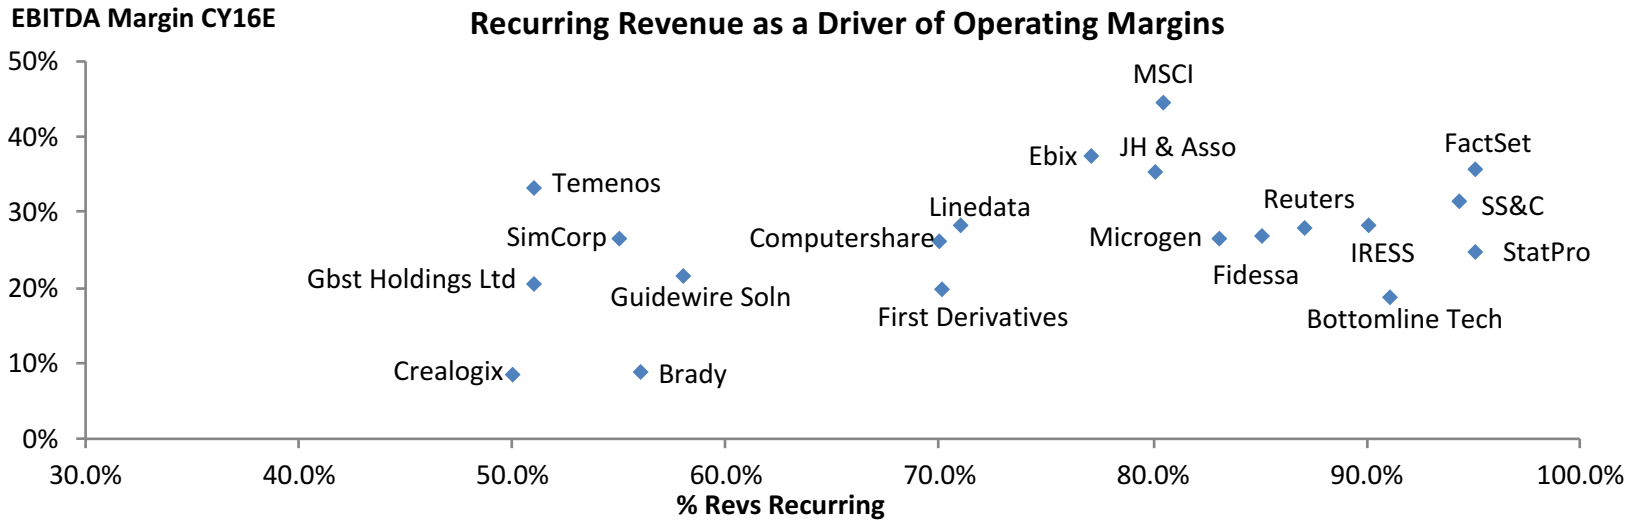 EBITDA Margin CY16E
Recurring Revenue as a Driver of Operating Margins
50%
MSCI
40%
Ebix
JH & Asso
FactSet
Temenos
30%
Linedata
Reuters
SS&C
SimCorp
Computershare
Microgen
IRESS
StatPro
Gbst Holdings Ltd
Fidessa
20%
Guidewire Soln
First Derivatives
Bottomline Tech
10%
Crealogix
Brady
0%
30.0%
40.0%
50.0%
60.0%
70.0%
80.0%
90.0%
100.0%
% Revs Recurring